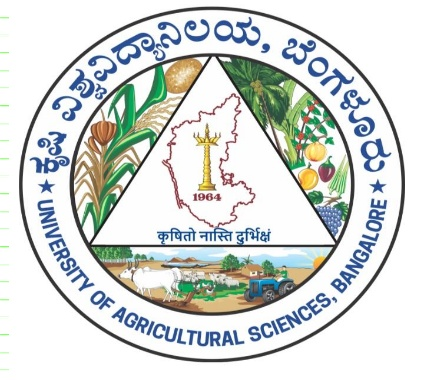 ಕೃಷಿ ವಿಶ್ವವಿದ್ಯಾನಿಲಯ, ಬೆಂಗಳೂರು
1964
कृषितो नास्ति दुर्भिक्षं
★ UNIVERSITY OF AGRICULTURAL SCIENCES, BANGALORE ★